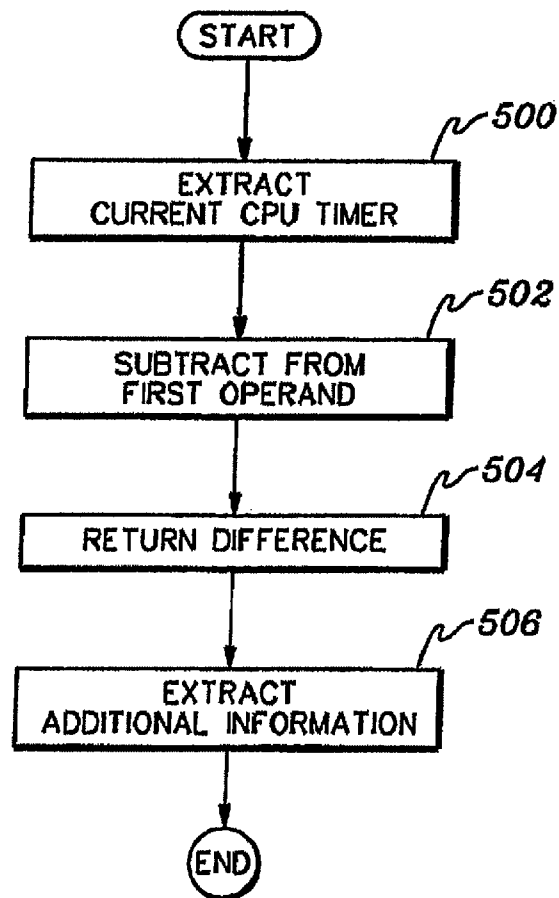 START
500
EXTRACT
CURRENT CPU TIMER
502
SUBTRACT FROM
FIRST OPERAND
504
RETURN DIFFERENCE
506
EXTRACT
ADDITIONAL INFORMATION
END